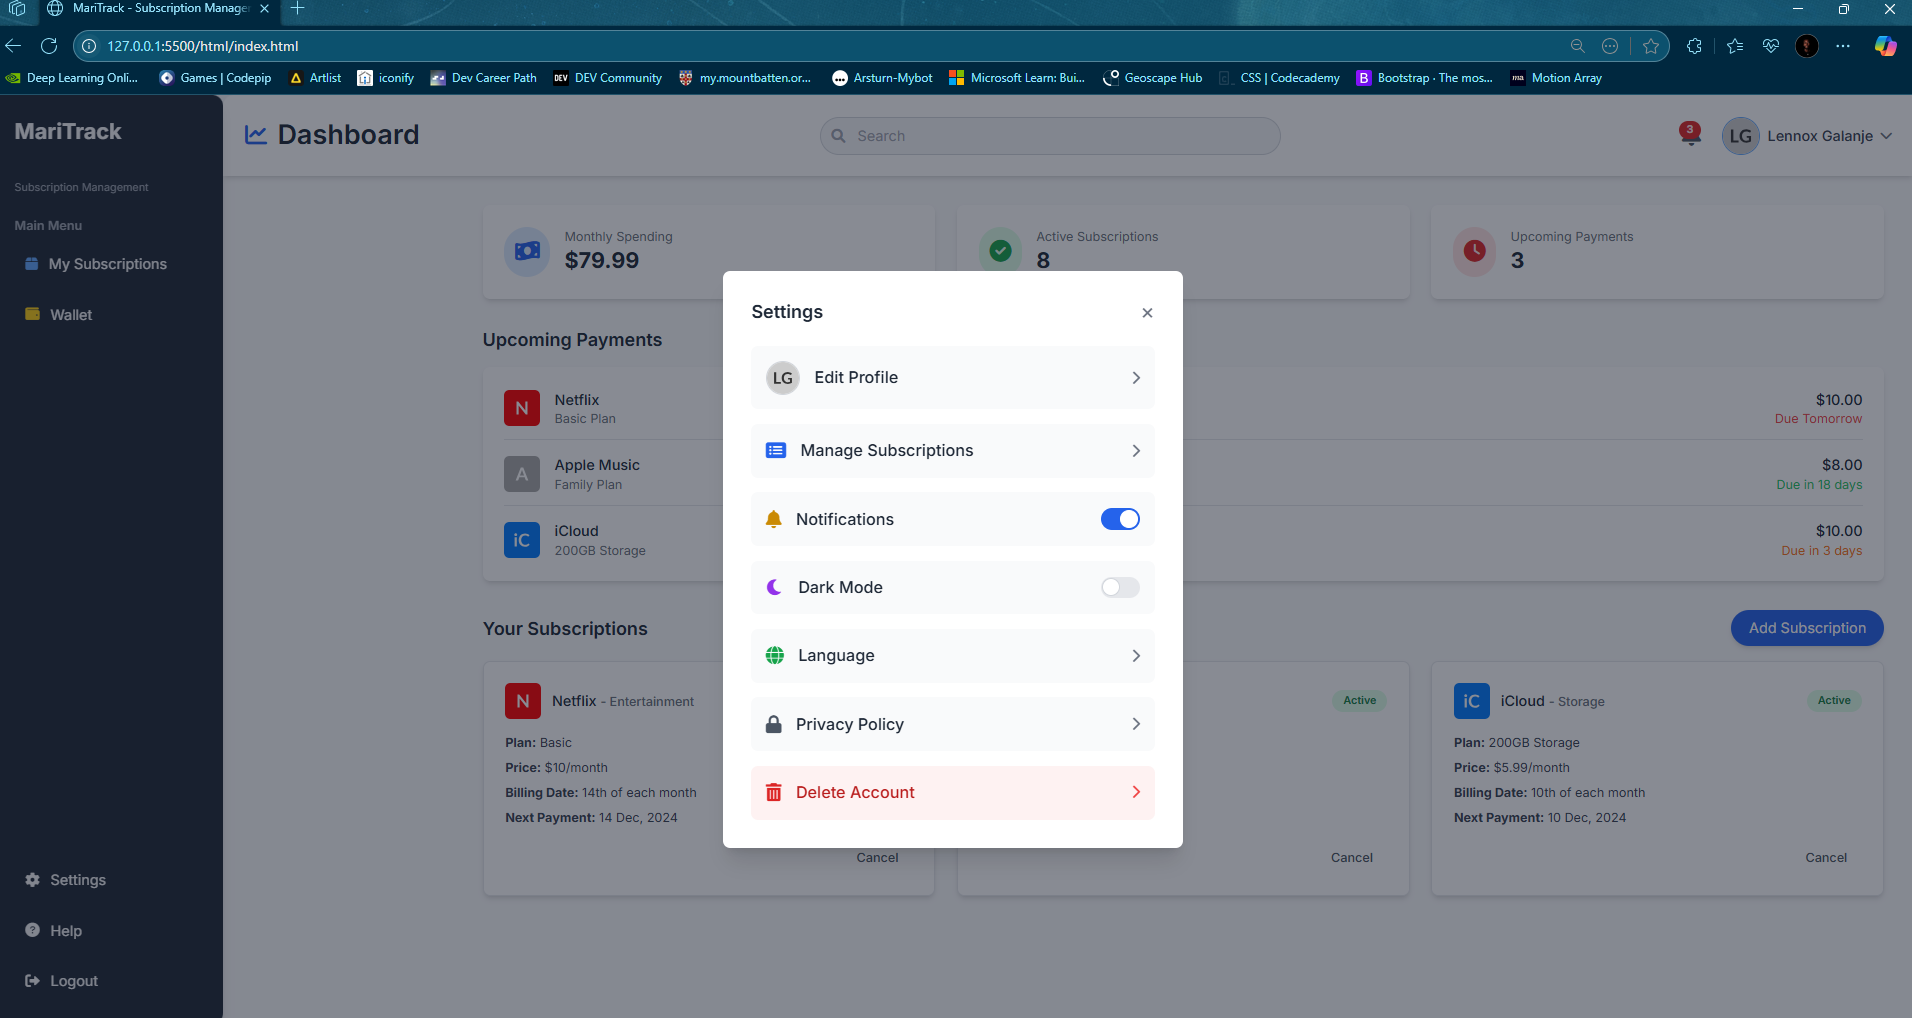 MariTrack - Subscription Manage
127.0.0.1:5500/html/index.html
Deep Learning Onli...
Games | Codepip
Artlist
iconify
Dev Career Path
DEV
DEV Community
my.mountbatten.or...
Arsturn-Mybot
Microsoft Learn: Bui...
Geoscape Hub
CSS | Codecademy
B
Bootstrap · The mos...
ma
Motion Array
MariTrack
Subscription Management
Main Menu
My Subscriptions
Wallet
Settings
Help
Logout
Dashboard
Search
3
LG
Lennox Galanje
Monthly Spending
$79.99
Active Subscriptions
8
Upcoming Payments
3
Upcoming Payments
N
Netflix
Basic Plan
$10.00
Due Tomorrow
A
Apple Music
Family Plan
$8.00
Due in 18 days
iC
iCloud
200GB Storage
$10.00
Due in 3 days
Your Subscriptions
Add Subscription
N
Netflix - Entertainment
Plan: Basic
Price: $10/month
Billing Date: 14th of each month
Next Payment: 14 Dec, 2024
Cancel
Active
Cancel
iC
iCloud - Storage
Active
Plan: 200GB Storage
Price: $5.99/month
Billing Date: 10th of each month
Next Payment: 10 Dec, 2024
Cancel
Settings
LG
Edit Profile
Manage Subscriptions
Notifications
Dark Mode
Language
Privacy Policy
Delete Account